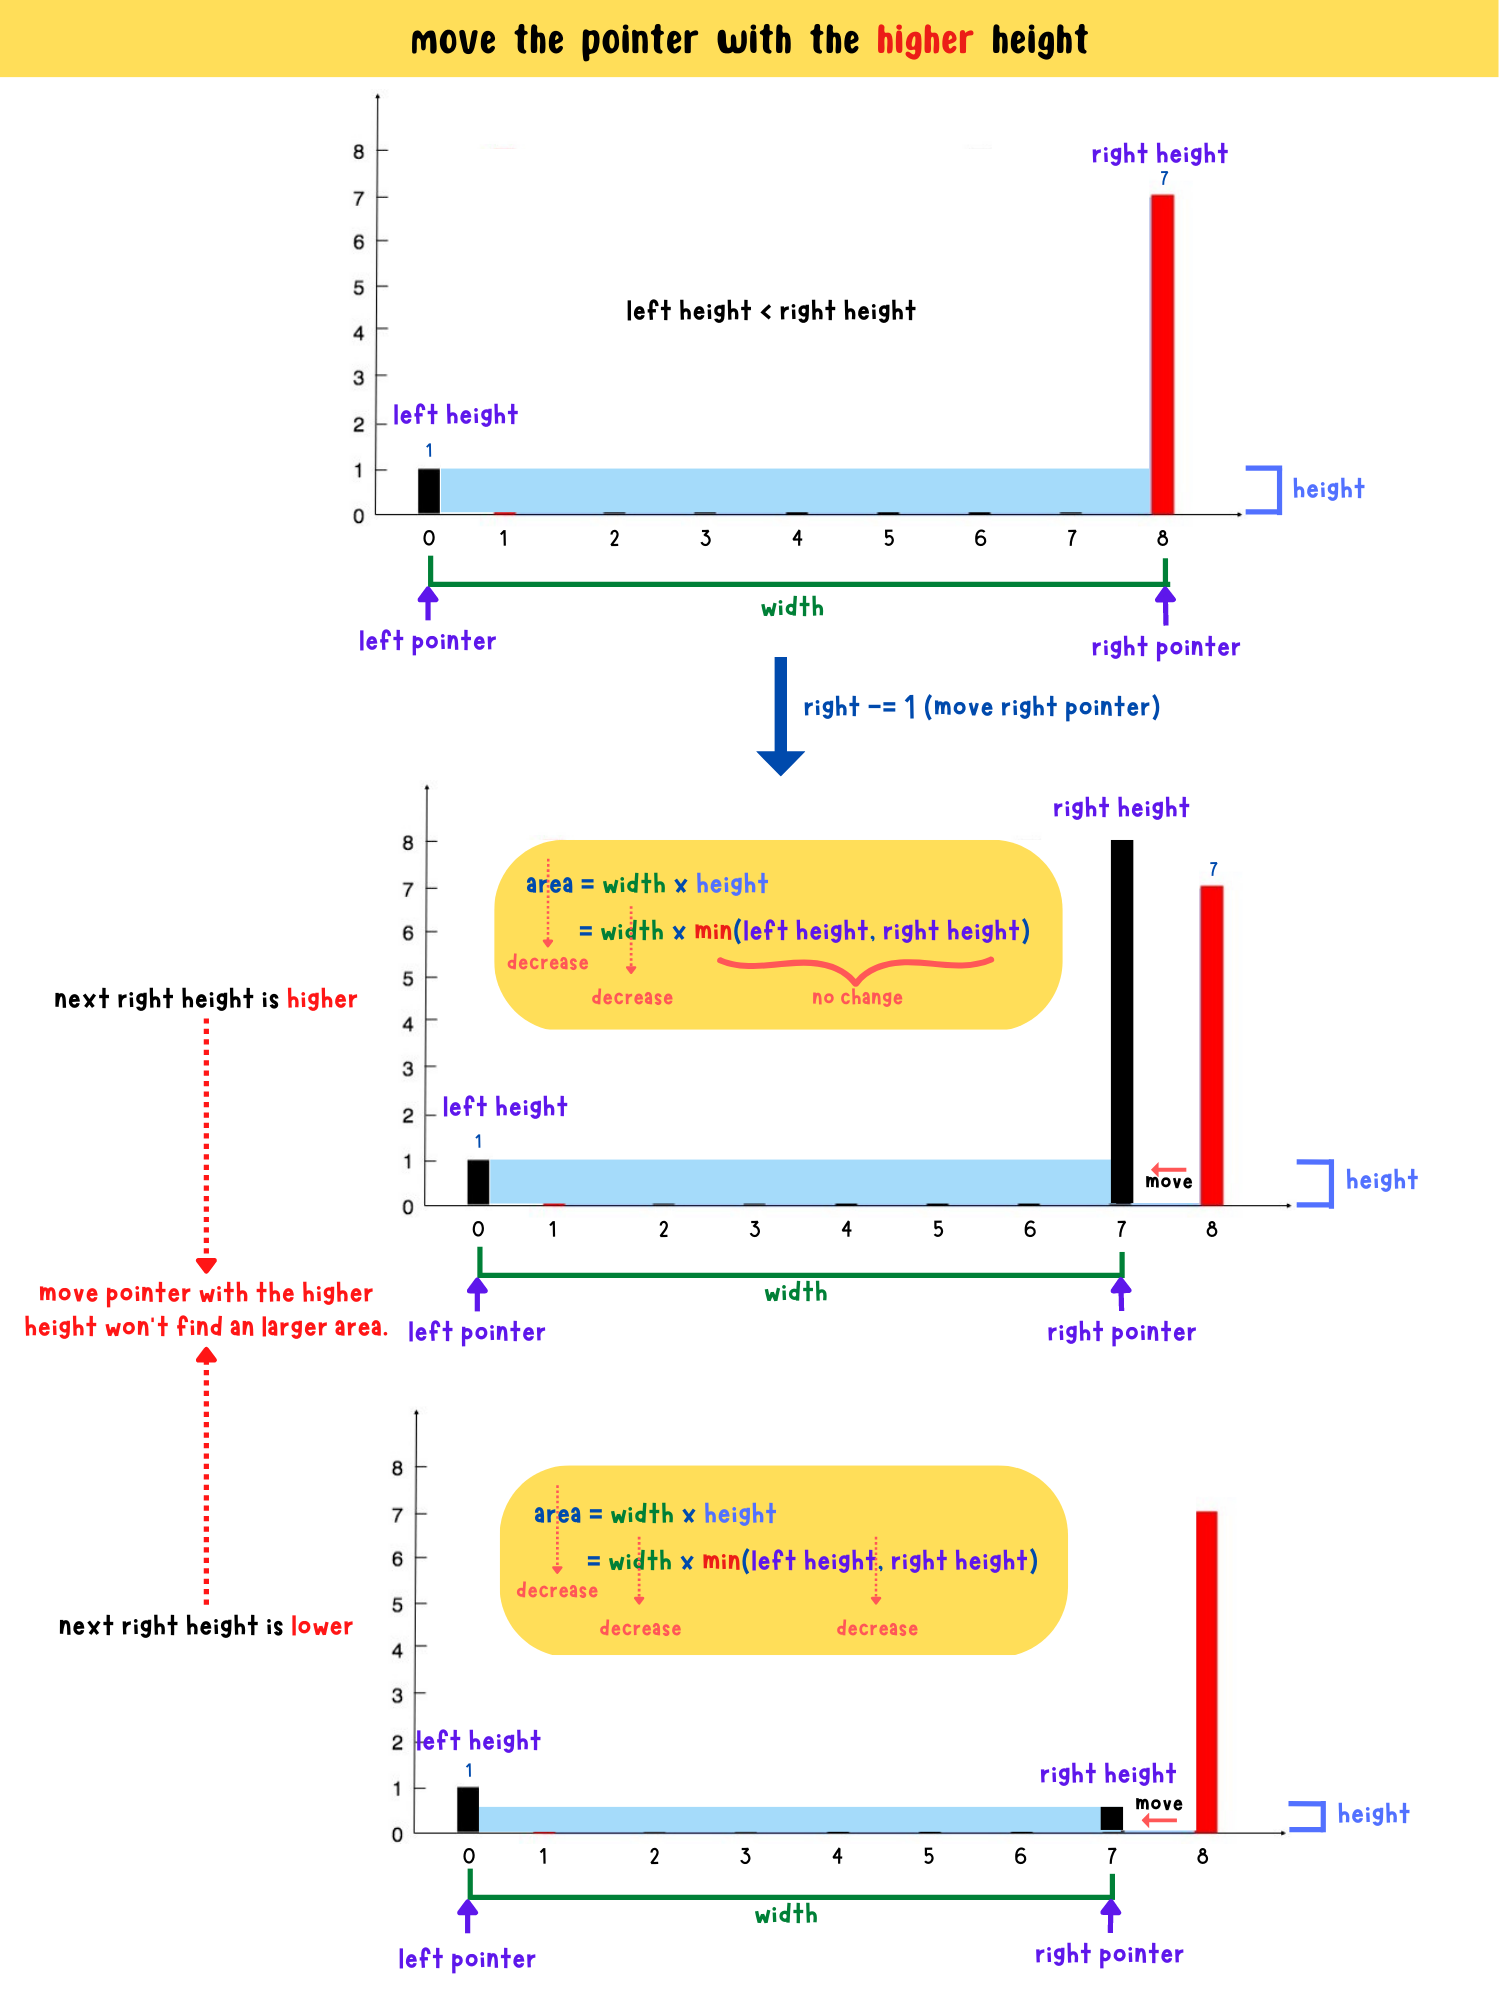 move the pointer with the higher height
right height
7
8
7
6
5
4
3
2
1
0
left height < right height
left height
1
height
0 1 2 3 4 5 6 7 8
width
left pointer
right pointer
right -= 1 (move right pointer)
right height
8
7
6
5
4
3
2
1
0
7
area = width x height
= width x min(left height, right height)
decrease
decrease
no change
next right height is higher
left height
1
move
height
0 1 2 3 4 5 6 7 8
width
move pointer with the higher
height won't find an larger area.
left pointer
right pointer
8
7
6
5
4
3
2
1
0
area = width x height
= width x min(left height, right height)
decrease
decrease
decrease
next right height is lower
left height
1
right height
move
height
0 1 2 3 4 5 6 7 8
width
left pointer
right pointer